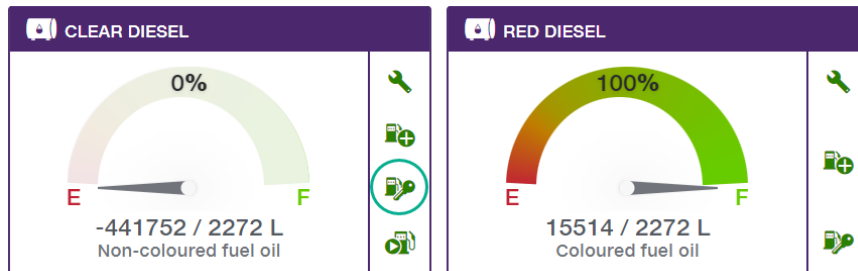 CLEAR DIESEL
0%
E
F
-441752 / 2272 L
Non-coloured fuel oil
RED DIESEL
100%
E
F
15514 / 2272 L
Coloured fuel oil